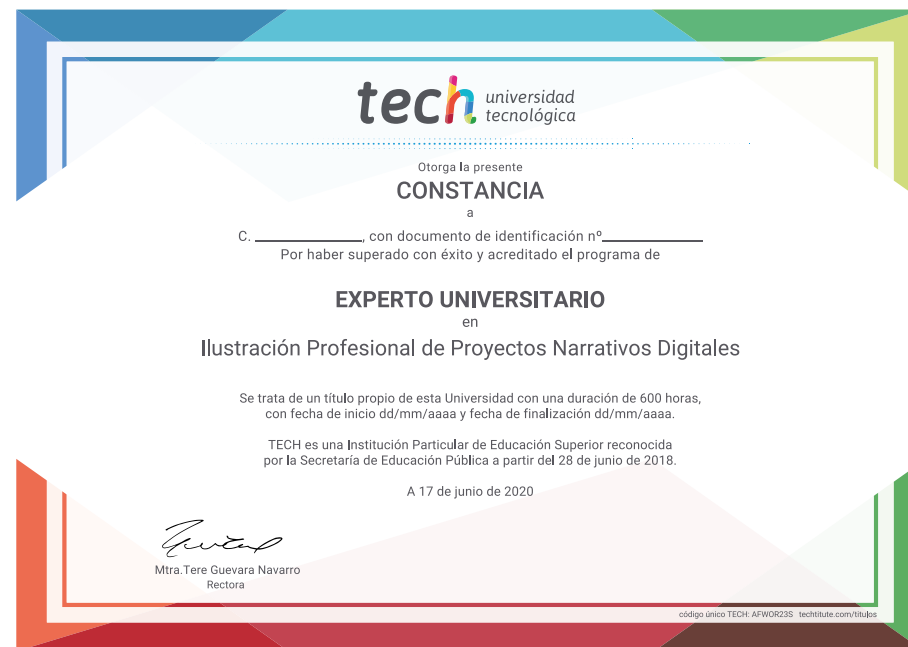 tech universidad
tecnológica
Otorga la presente
CONSTANCIA
a
C. ____________, con documento de identificación nº____________
Por haber superado con éxito y acreditado el programa de
EXPERTO UNIVERSITARIO
en
Ilustración Profesional de Proyectos Narrativos Digitales
Se trata de un título propio de esta Universidad con una duración de 600 horas,
con fecha de inicio dd/mm/aaaa y fecha de finalización dd/mm/aaaa.
TECH es una Institución Particular de Educación Superior reconocida
por la Secretaría de Educación Pública a partir del 28 de junio de 2018.
A 17 de junio de 2020
Mtra.Tere Guevara Navarro
Rectora
código único TECH: AFWOR23S techtitute.com/titulos